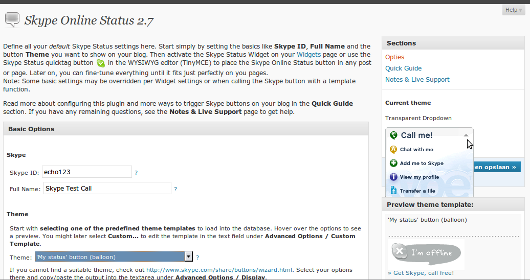 Help
Skype Online Status 2.7
Define all your default Skype Status settings here. Start simply by setting the basics like Skype ID, Full Name and the
button Theme you want to show on your blog. Then activate the Skype Status Widget on your Widgets page or use the
Skype Status quicktag button in the WYSIWYG editor (TinyMCE) to place the Skype Online Status button in any post
or page. Later on, you can fine-tune everything until it fits just perfectly on you pages.
Note: Some basic settings may be overridden per Widget settings or when calling the Skype button with a template
function.
Read more about configuring this plugin and more ways to trigger Skype buttons on your blog in the Quick Guide
section. If you have any remaining questions, see the Notes & Live Support page to get help.
Basic Options
Skype
Skype ID: echo123 ?
Full Name: Skype Test Call ?
Theme
Start with selecting one of the predefined theme templates to load into the database. Hover over the options to see
a preview. You might later select Custom... to edit the template in the text field under Advanced Options / Custom
Template.
Theme: 'My status' button (balloon) ?
If you cannot find a suitable theme, check out http://www.skype.com/share/buttons/wizard.html. Select your options
there and copy/paste the output into the textarea under Advanced Options / Display.
Sections
Opties
Quick Guide
Notes & Live Support
Current theme
Transparent Dropdown
Call me!
Chat with me
Add me to Skype
View my profile
Transfer a file
en opslaan »
Preview theme template:
'My status' button (balloon)
I'm offline
» Get Skype, call free!